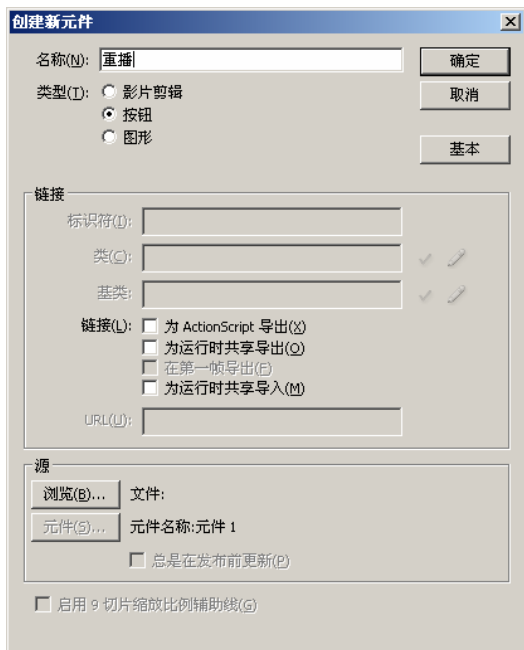 创建新元件
名称(N): 重播
确定
类型(T): 影片剪辑
取消
按钮
图形
基本
链接
标识符(I):
类(C):
基类:
链接(L): 为 ActionScript 导出(X)
为运行时共享导出(O)
在第一帧导出(F)
为运行时共享导入(M)
URL(U):
源
浏览(B)... 文件:
元件(S)... 元件名称:元件 1
总是在发布前更新(P)
启用 9 切片缩放比例辅助线(G)